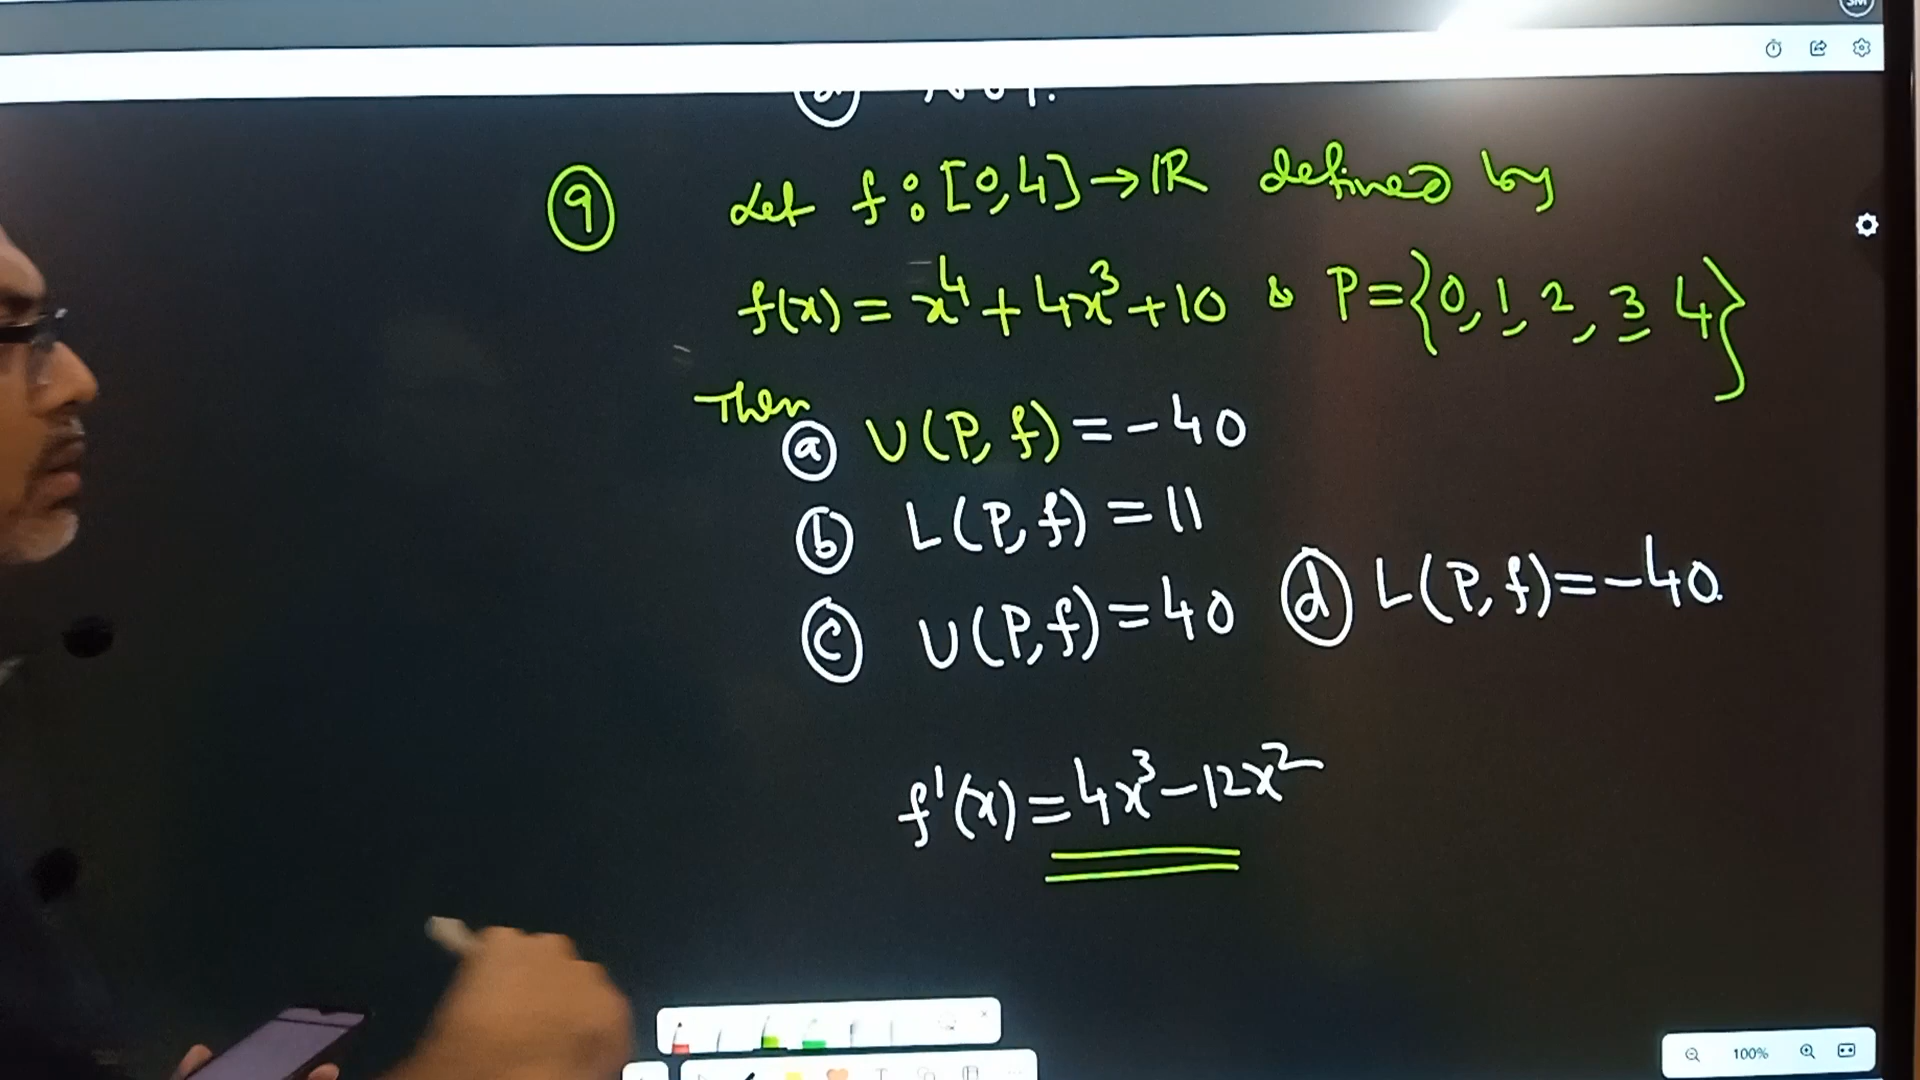 SM
9 Let f : [0,4] → ℝ defined by
f(x) = x⁴ + 4x³ + 10 & P = {0, 1, 2, 3 4}
Then
(a) U(P, f) = -40
(b) L(P, f) = 11
(c) U(P, f) = 40 (d) L(P, f) = -40.
f'(x) = 4x³ - 12x²
100%